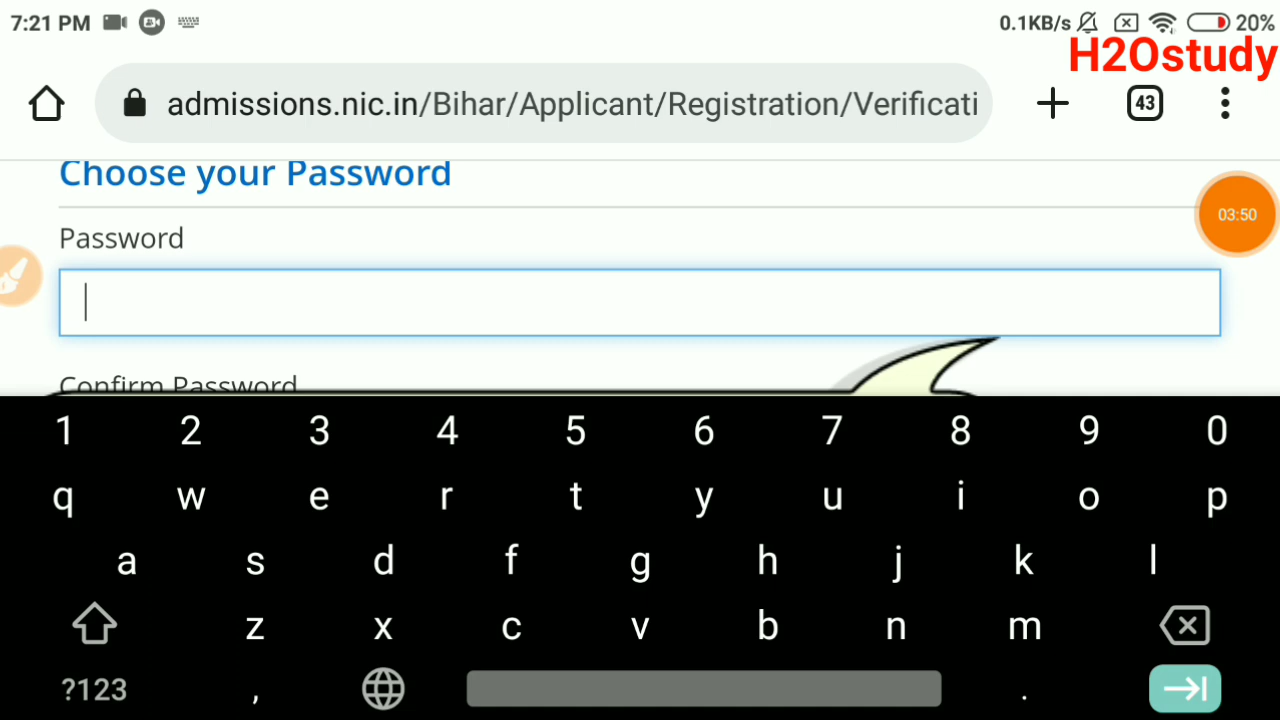 7:21 PM 0.1KB/s 20%
H2Ostudy
admissions.nic.in/Bihar/Applicant/Registration/Verificati
43
Choose your Password
03:50
Password
Confirm Password
1 2 3 4 5 6 7 8 9 0
q w e r t y u i o p
a s d f g h j k l
z x c v b n m
?123 , .